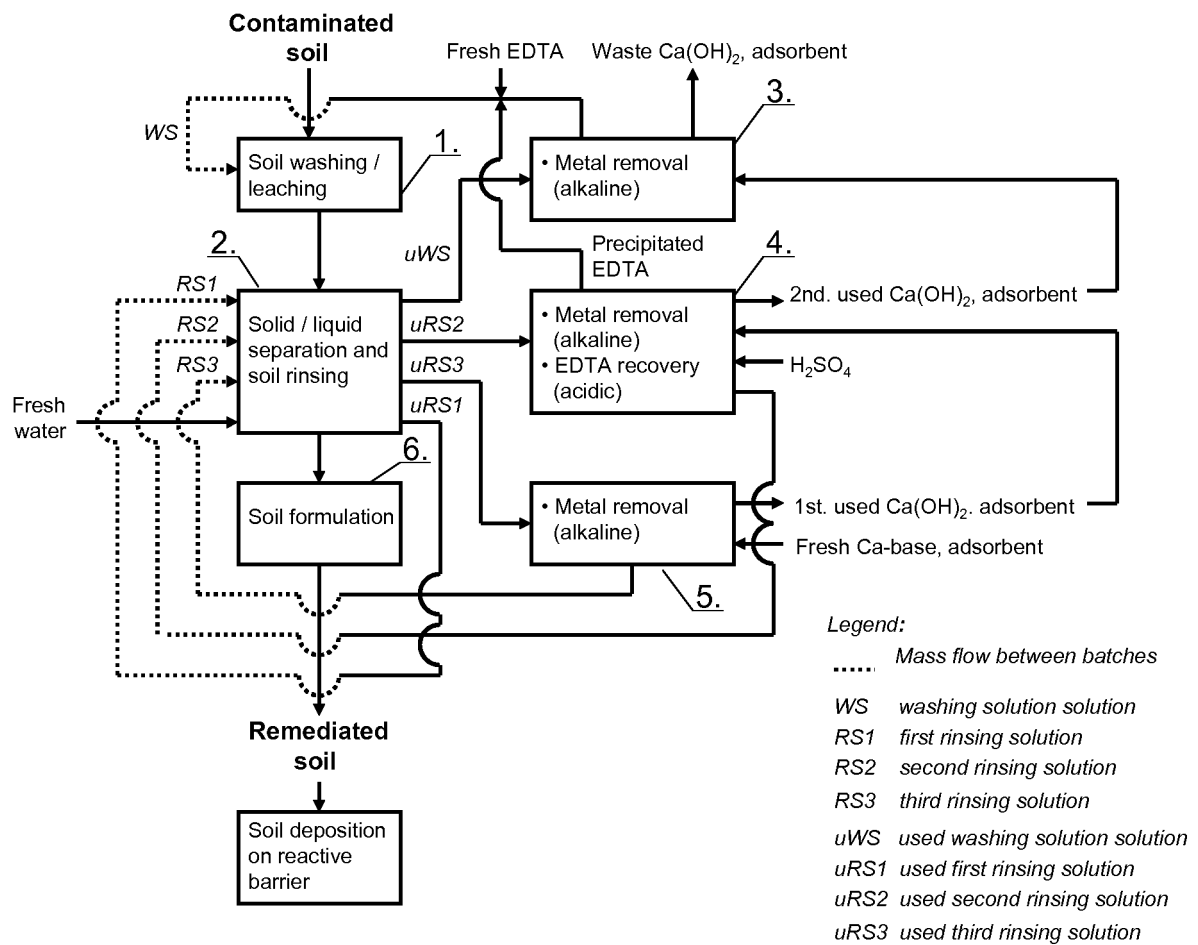 Contaminated
soil
Fresh EDTA
Waste Ca(OH)2, adsorbent
WS
1.
Soil washing /
leaching
3.
• Metal removal
(alkaline)
2.
uWS
Precipitated
EDTA
4.
RS1
RS2
RS3
Solid / liquid
separation and
soil rinsing
uRS2
uRS3
uRS1
• Metal removal
(alkaline)
• EDTA recovery
(acidic)
2nd. used Ca(OH)2, adsorbent
H2SO4
Fresh
water
6.
Soil formulation
• Metal removal
(alkaline)
5.
1st. used Ca(OH)2. adsorbent
Fresh Ca-base, adsorbent
Remediated
soil
Soil deposition
on reactive
barrier
Legend:
Mass flow between batches
WS washing solution solution
RS1 first rinsing solution
RS2 second rinsing solution
RS3 third rinsing solution
uWS used washing solution solution
uRS1 used first rinsing solution
uRS2 used second rinsing solution
uRS3 used third rinsing solution